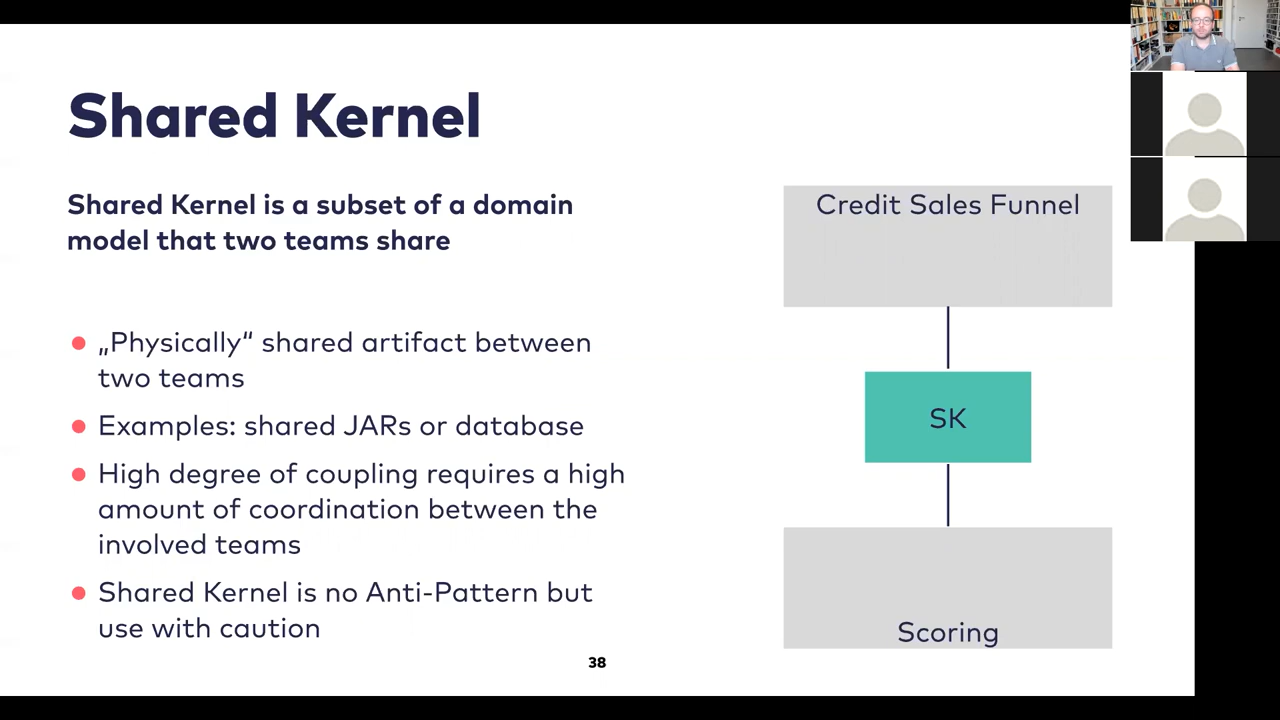 Shared Kernel
Shared Kernel is a subset of a domain
model that two teams share
„Physically“ shared artifact between
two teams
Examples: shared JARs or database
High degree of coupling requires a high
amount of coordination between the
involved teams
Shared Kernel is no Anti-Pattern but
use with caution
Credit Sales Funnel
SK
Scoring
38